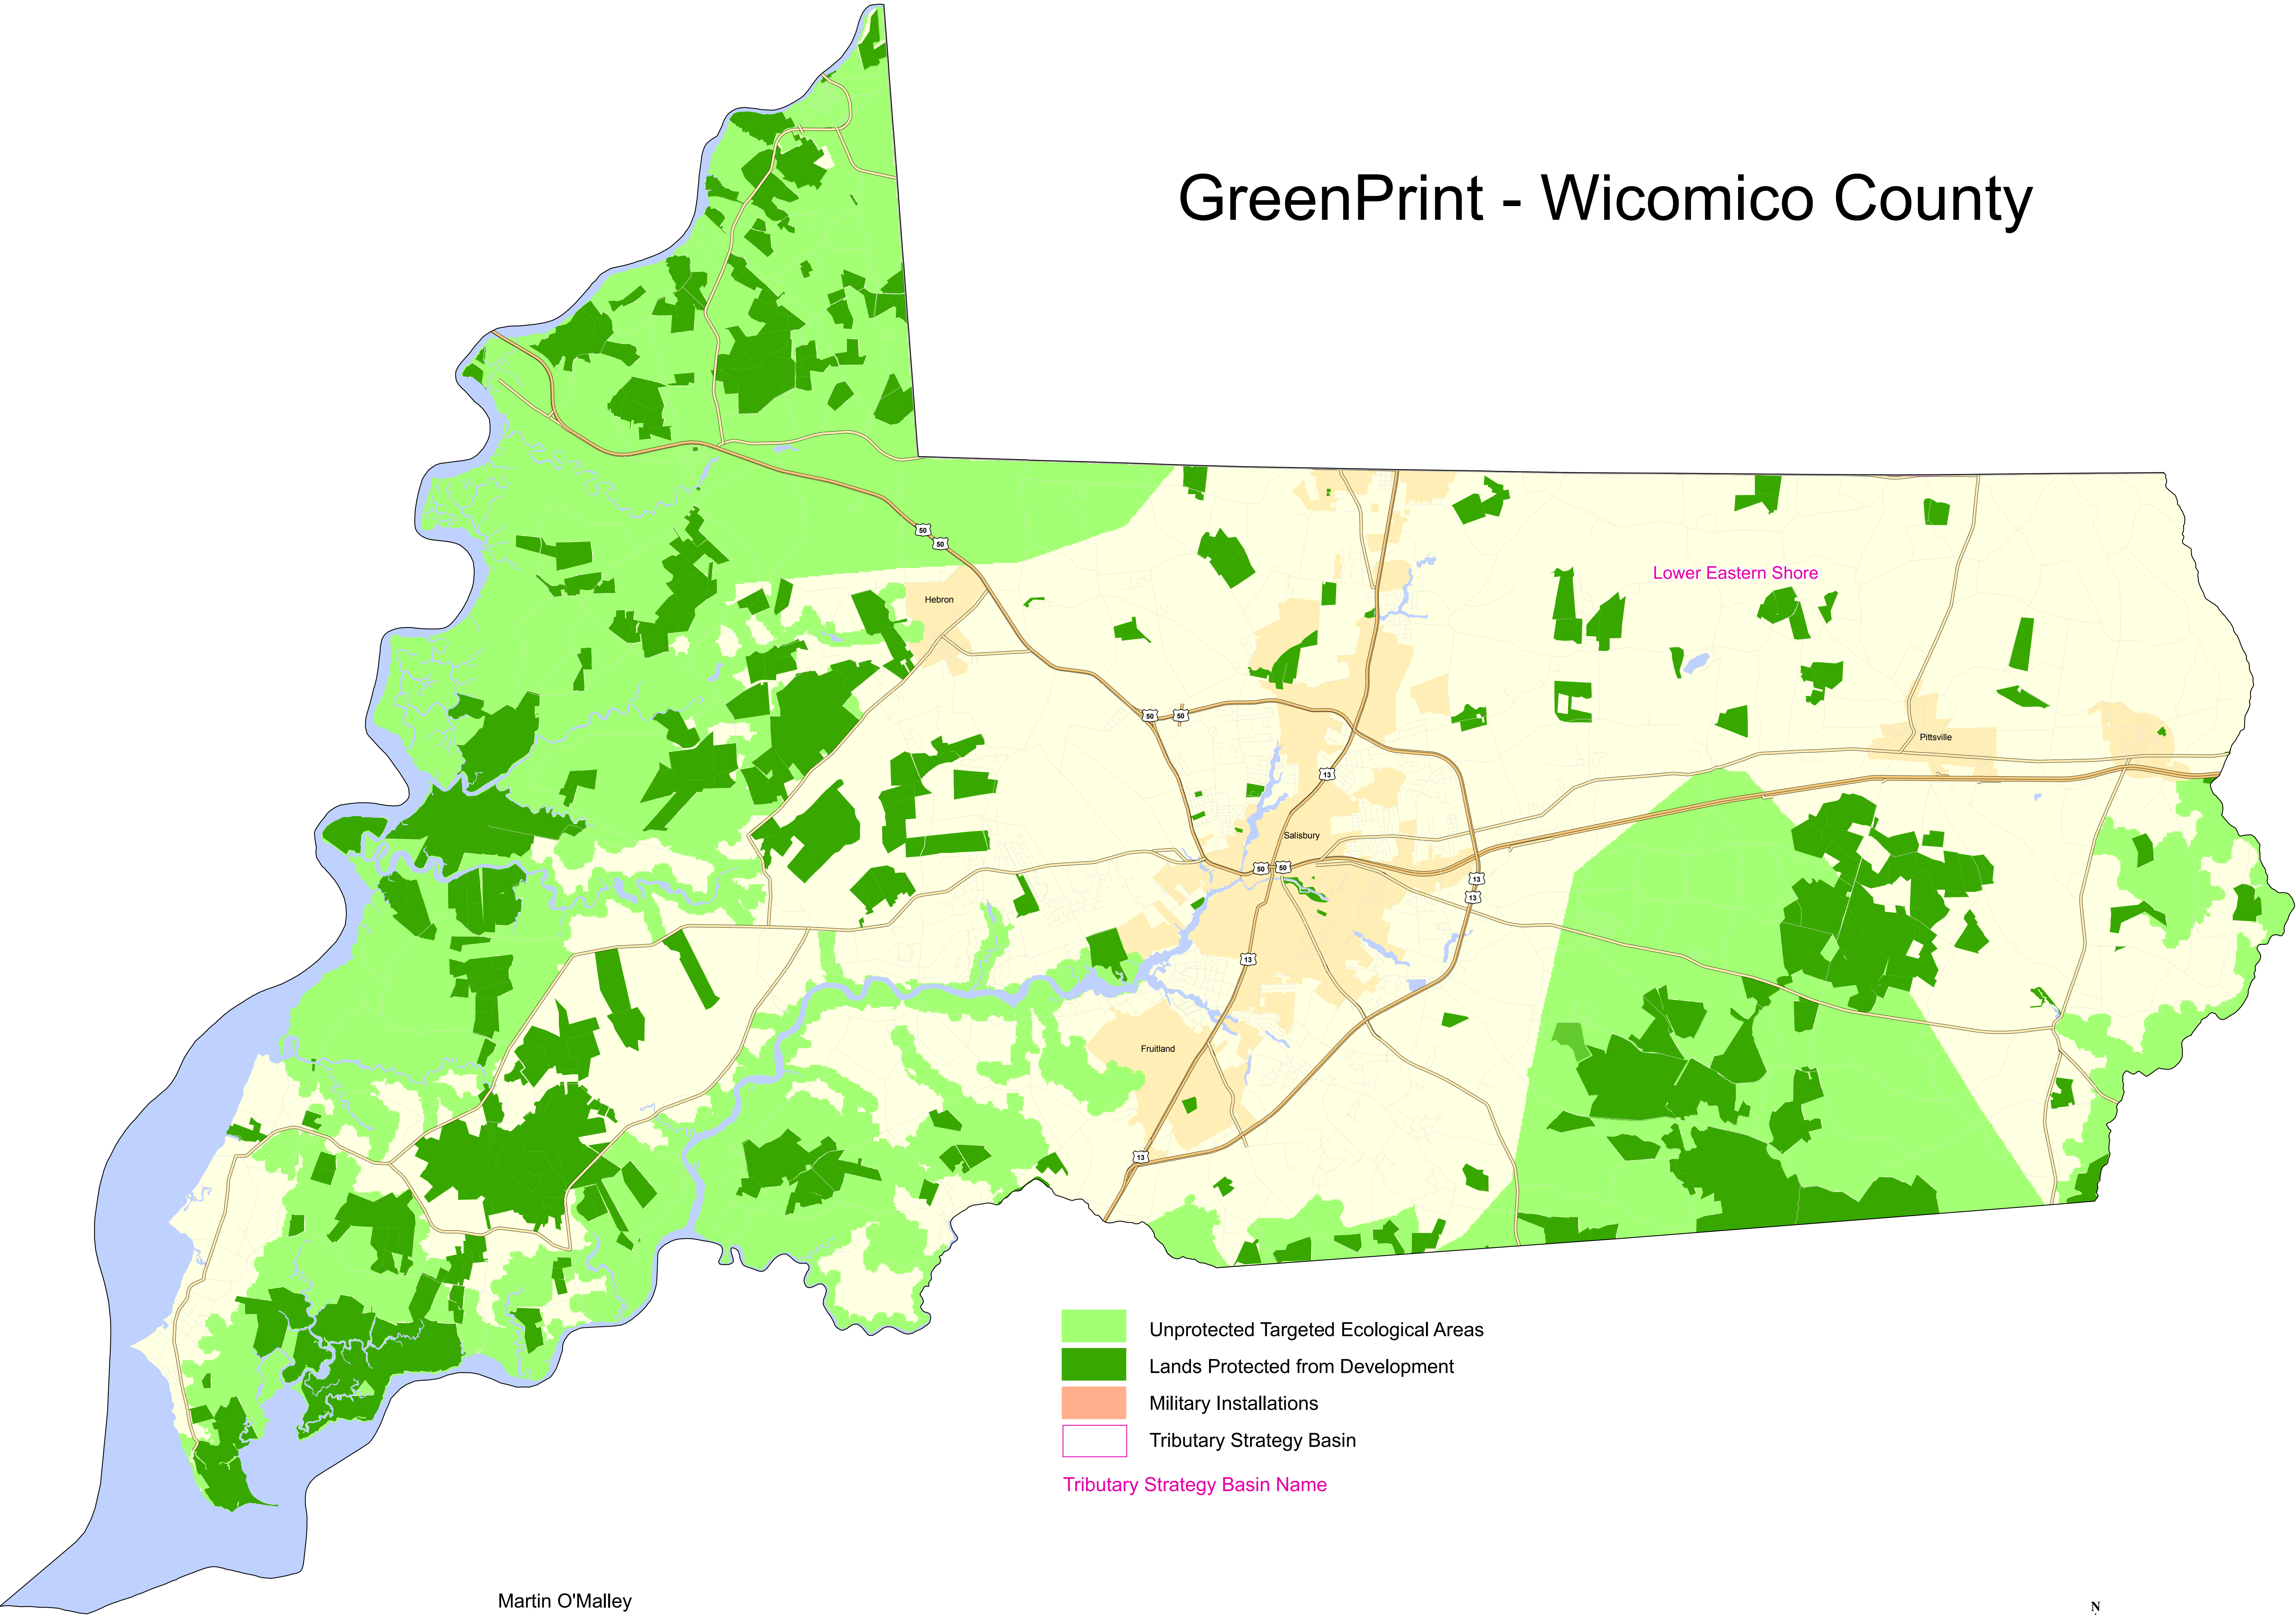 GreenPrint - Wicomico County
50
50
Lower Eastern Shore
Hebron
50
50
Pittsville
13
Salisbury
50
50
13
13
13
Fruitland
13
Unprotected Targeted Ecological Areas
Lands Protected from Development
Military Installations
Tributary Strategy Basin
Tributary Strategy Basin Name
Martin O'Malley
N